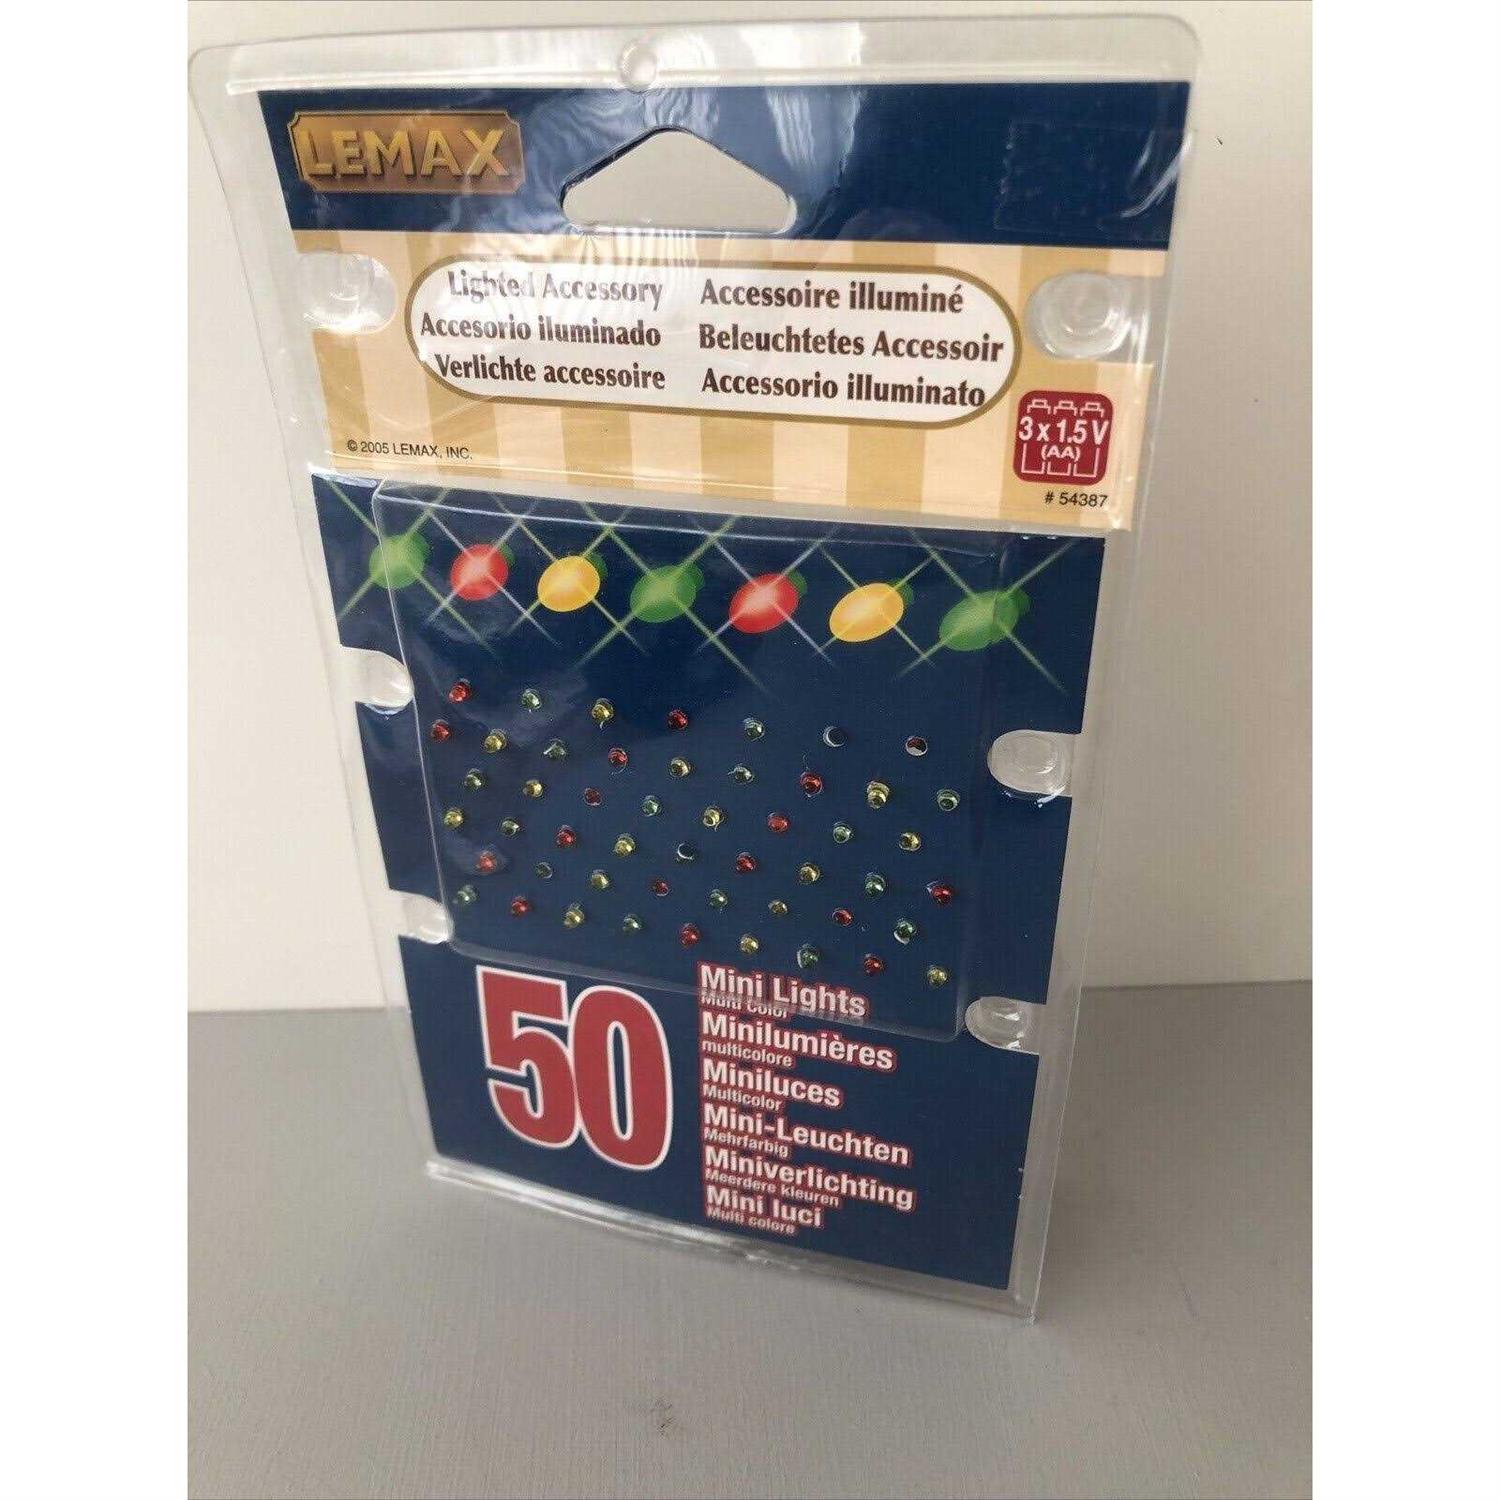 LEMAX
Lighted Accessory
Accesorio iluminado
Verlichte accessoire
Accessoire illuminé
Beleuchtetes Accessoir
Accessorio illuminato
© 2005 LEMAX, INC.
3 x 1.5 V
(AA)
# 54387
50
Mini Lights
Multi Color
Minilumières
multicolore
Miniluces
Multicolor
Mini-Leuchten
Mehrfarbig
Miniverlichting
Meerdere kleuren
Mini luci
Multi colore